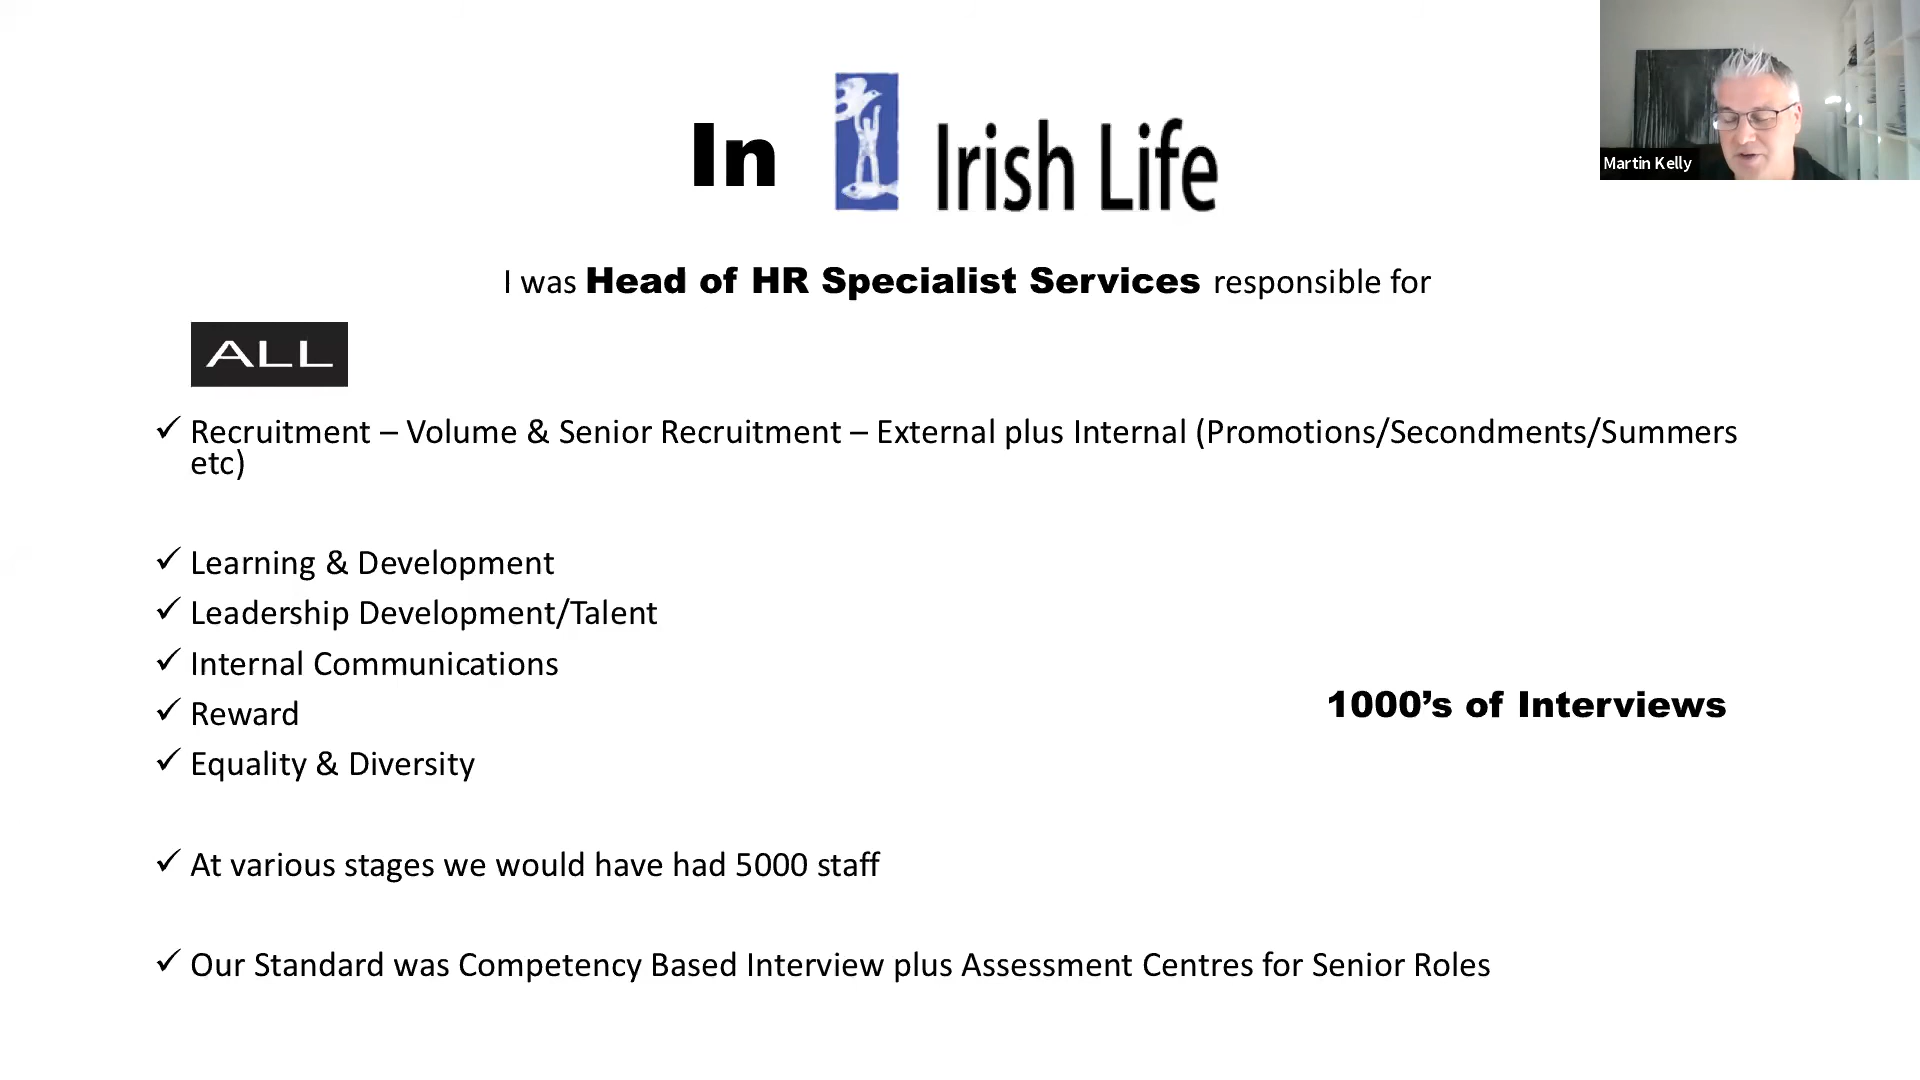 In Irish Life
Martin Kelly
I was Head of HR Specialist Services responsible for
ALL
✓ Recruitment – Volume & Senior Recruitment – External plus Internal (Promotions/Secondments/Summers
etc)
✓ Learning & Development
✓ Leadership Development/Talent
✓ Internal Communications
✓ Reward
✓ Equality & Diversity
1000’s of Interviews
✓ At various stages we would have had 5000 staff
✓ Our Standard was Competency Based Interview plus Assessment Centres for Senior Roles